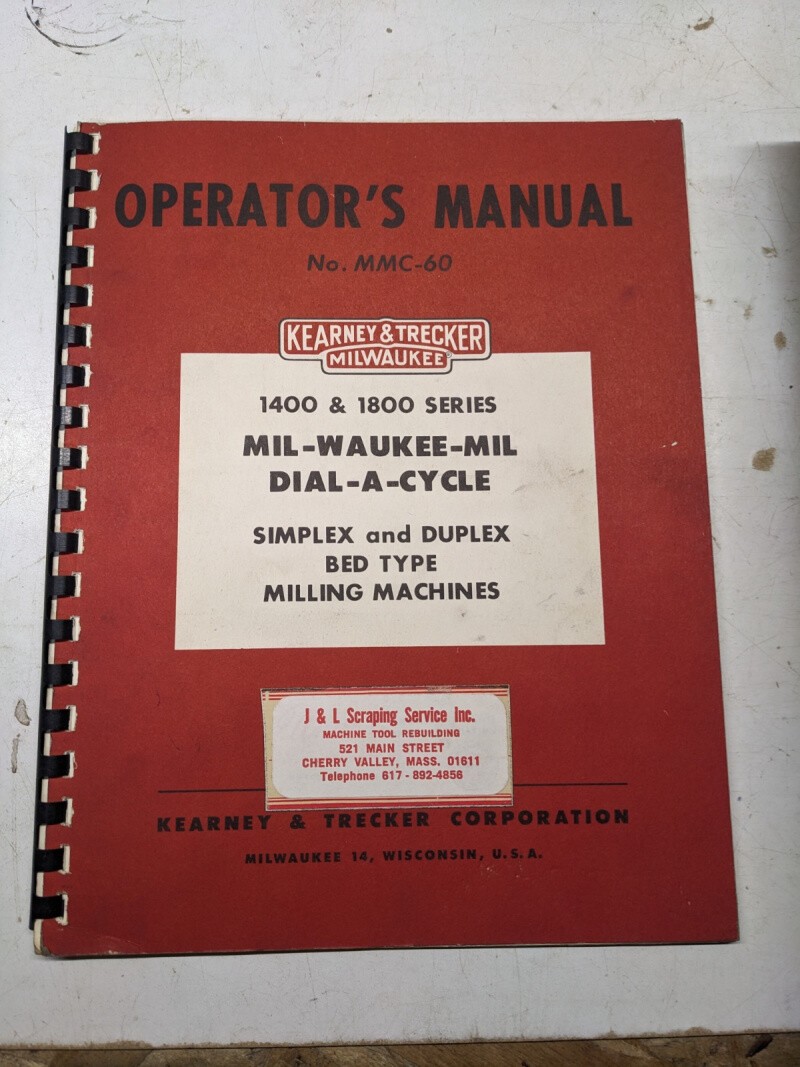 OPERATOR'S MANUAL
No. MMC-60
KEARNEY & TRECKER
MILWAUKEE
1400 & 1800 SERIES
MIL-WAUKEE-MIL
DIAL-A-CYCLE
SIMPLEX and DUPLEX
BED TYPE
MILLING MACHINES
J & L Scraping Service Inc.
MACHINE TOOL REBUILDING
521 MAIN STREET
CHERRY VALLEY, MASS. 01611
Telephone 617-892-4856
KEARNEY & TRECKER CORPORATION
MILWAUKEE 14, WISCONSIN, U.S.A.